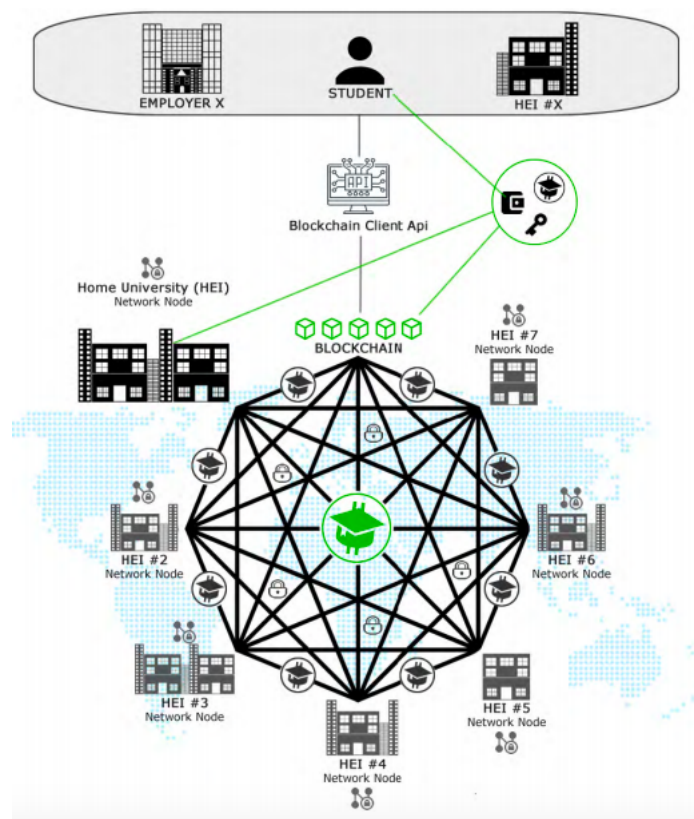 EMPLOYER X
STUDENT
HEI #X
API
Blockchain Client Api
Home University (HEI)
Network Node
BLOCKCHAIN
HEI #7
Network Node
HEI #2
Network Node
HEI #6
Network Node
HEI #3
Network Node
HEI #5
Network Node
HEI #4
Network Node